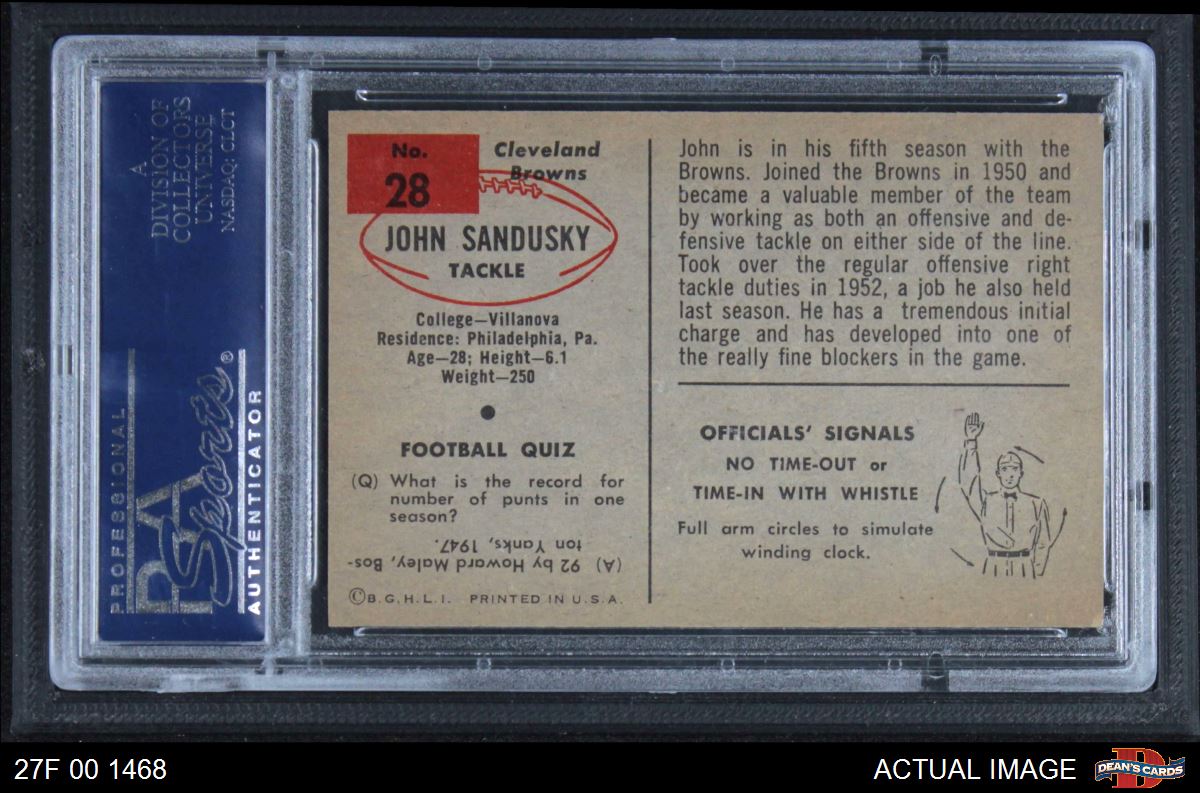 A
DIVISION OF
COLLECTORS
UNIVERSE
NASDAQ: CLCT
PROFESSIONAL
PSA
Sports®
AUTHENTICATOR
No.
28
Cleveland
Browns
JOHN SANDUSKY
TACKLE
College—Villanova
Residence: Philadelphia, Pa.
Age—28; Height—6.1
Weight—250
FOOTBALL QUIZ
(Q) What is the record for
number of punts in one
season?
(A) 92 by Howard Maley, Bos-
ton Yanks, 1947.
©B.G.H.L.I. PRINTED IN U.S.A.
John is in his fifth season with the
Browns. Joined the Browns in 1950 and
became a valuable member of the team
by working as both an offensive and de-
fensive tackle on either side of the line.
Took over the regular offensive right
tackle duties in 1952, a job he also held
last season. He has a tremendous initial
charge and has developed into one of
the really fine blockers in the game.
OFFICIALS' SIGNALS
NO TIME-OUT or
TIME-IN WITH WHISTLE
Full arm circles to simulate
winding clock.
27F 00 1468
ACTUAL IMAGE
DEAN'S CARDS